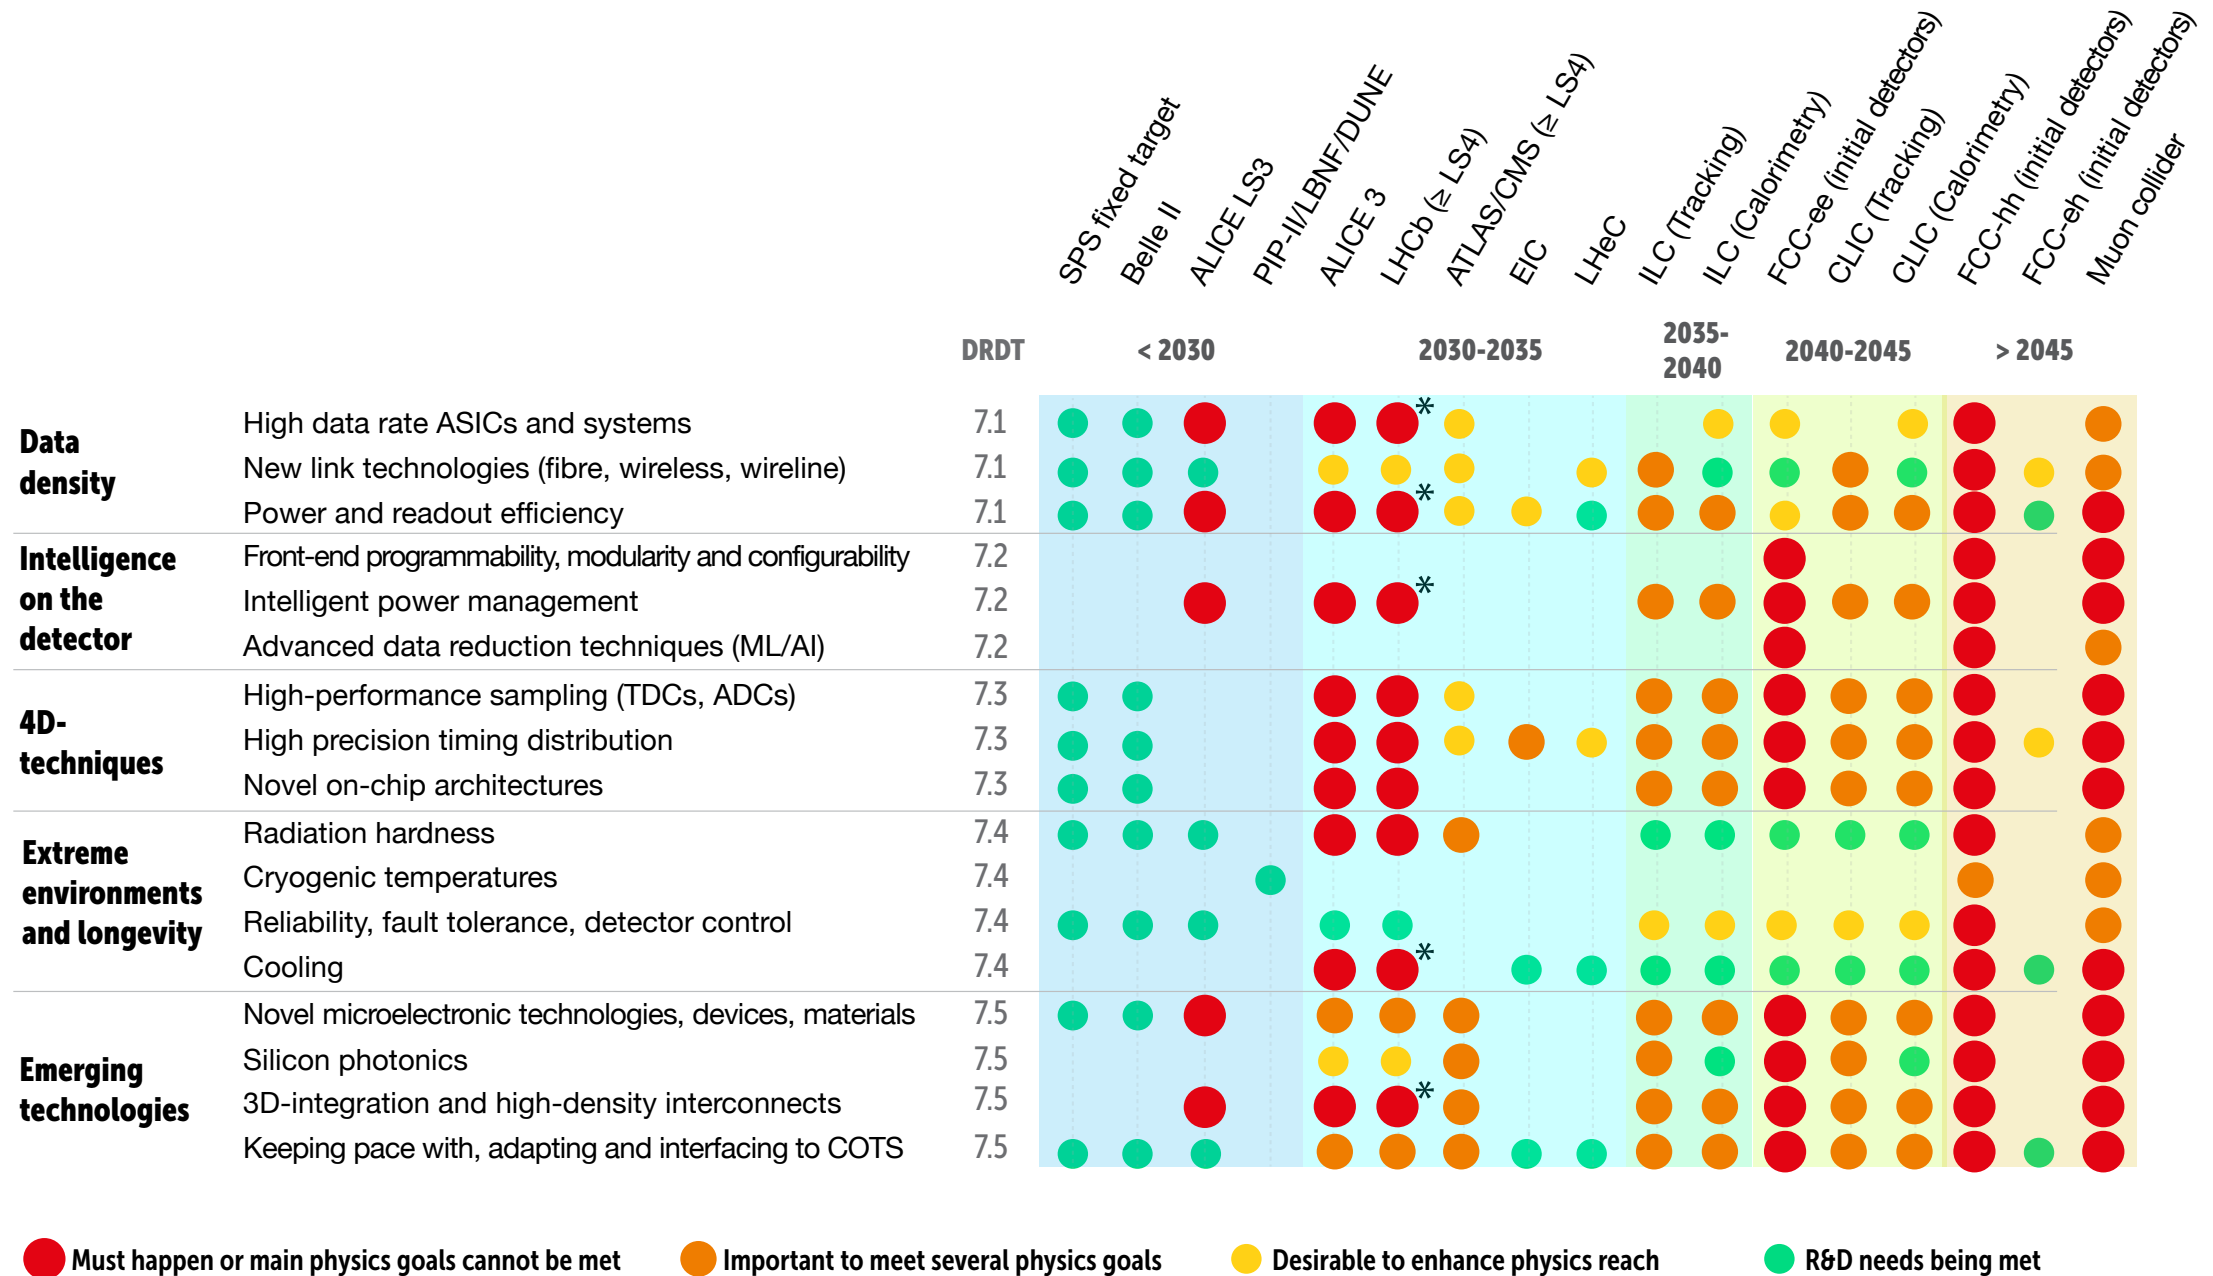 SPS fixed target
Belle II
ALICE LS3
PIP-II/LBNF/DUNE
ALICE 3
LHCb (≥ LS4)
ATLAS/CMS (≥ LS4)
EIC
LHeC
ILC (Tracking)
ILC (Calorimetry)
FCC-ee (initial detectors)
CLIC (Tracking)
CLIC (Calorimetry)
FCC-hh (initial detectors)
FCC-eh (initial detectors)
Muon collider
DRDT
< 2030
2030-2035
2035-
2040
2040-2045
> 2045
Data
density
High data rate ASICs and systems 7.1 *
New link technologies (fibre, wireless, wireline) 7.1
Power and readout efficiency 7.1 *
Intelligence
on the
detector
Front-end programmability, modularity and configurability 7.2
Intelligent power management 7.2 *
Advanced data reduction techniques (ML/AI) 7.2
4D-
techniques
High-performance sampling (TDCs, ADCs) 7.3
High precision timing distribution 7.3
Novel on-chip architectures 7.3
Extreme
environments
and longevity
Radiation hardness 7.4
Cryogenic temperatures 7.4
Reliability, fault tolerance, detector control 7.4
Cooling 7.4 *
Emerging
technologies
Novel microelectronic technologies, devices, materials 7.5
Silicon photonics 7.5
3D-integration and high-density interconnects 7.5 *
Keeping pace with, adapting and interfacing to COTS 7.5
Must happen or main physics goals cannot be met
Important to meet several physics goals
Desirable to enhance physics reach
R&D needs being met